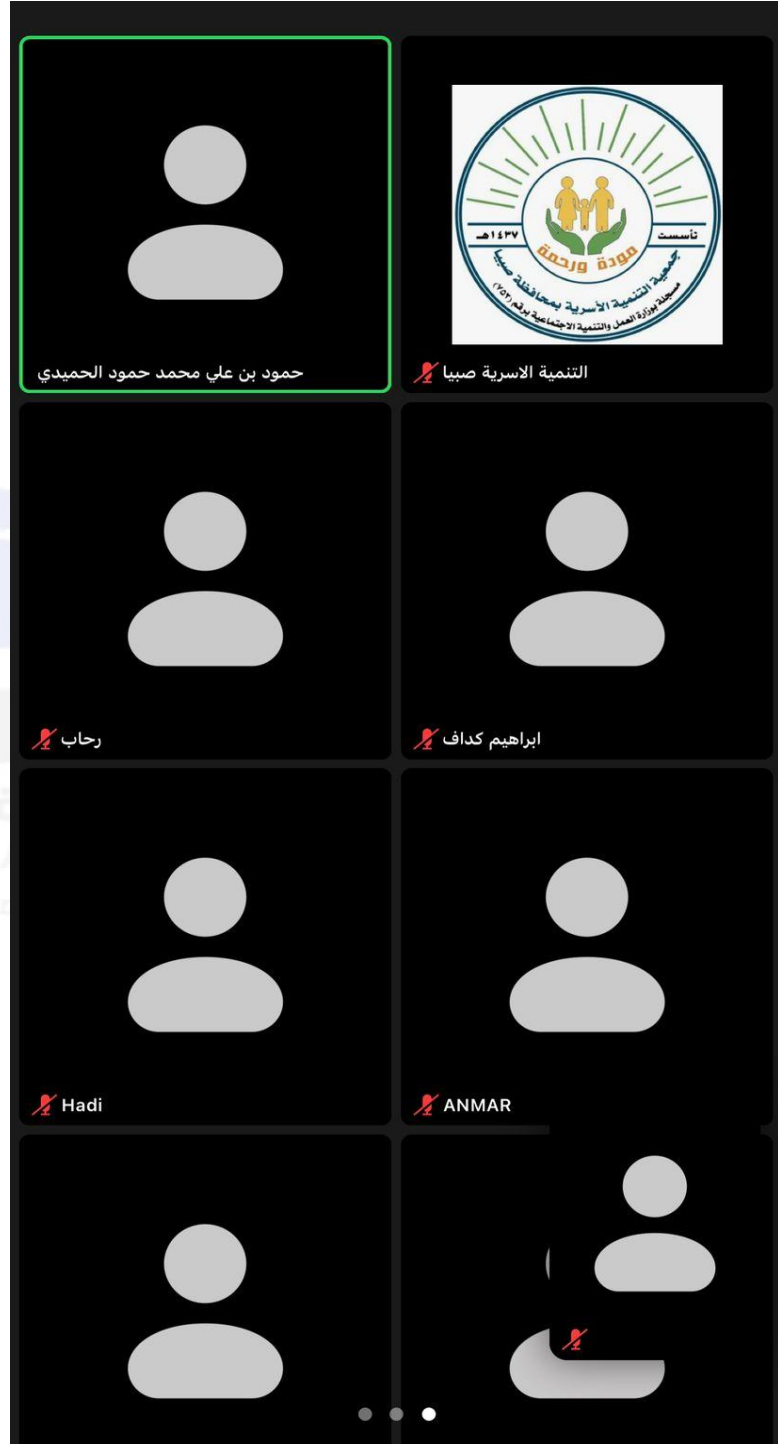 حمود بن علي محمد حمود الحميدي
تأسست
١٤٣٧هـ
مودة ورحمة
جمعية التنمية الأسرية بمحافظة صبيا
مسجلة بوزارة العمل والتنمية الاجتماعية برقم (٧٥٢)
التنمية الاسرية صبيا
رحاب
ابراهيم كداف
Hadi
ANMAR